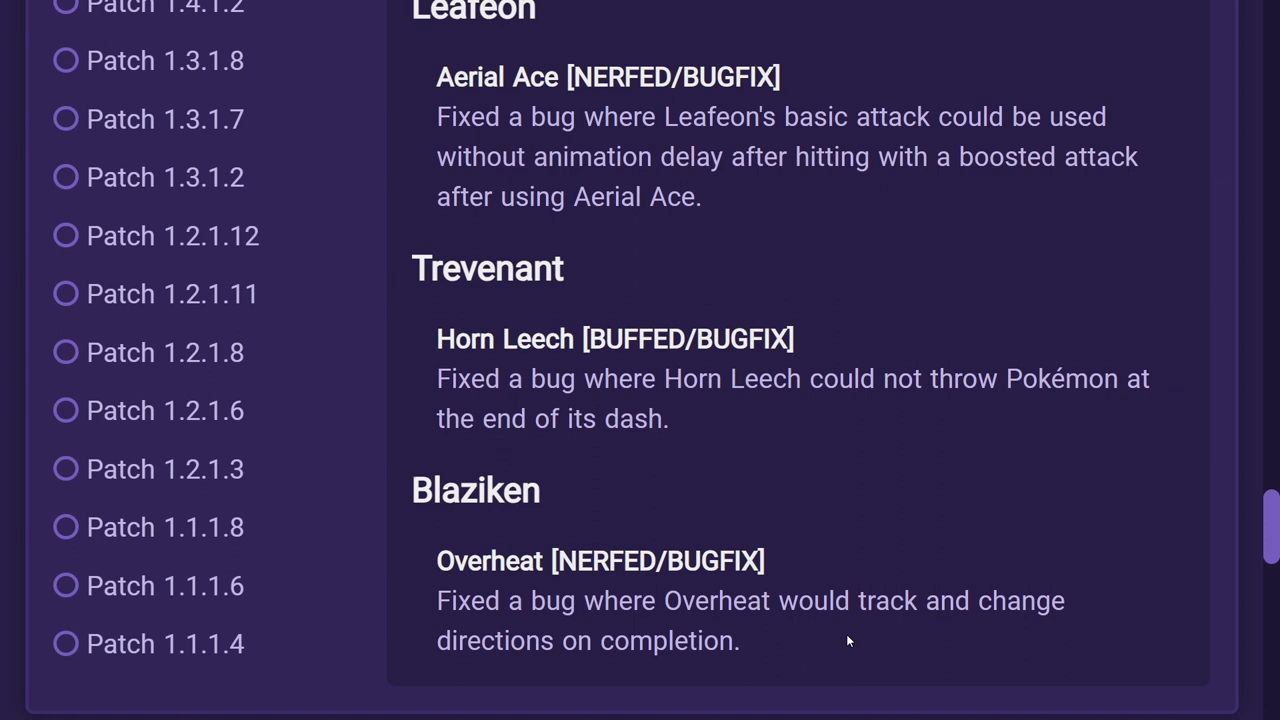 Patch 1.4.1.2
Patch 1.3.1.8
Patch 1.3.1.7
Patch 1.3.1.2
Patch 1.2.1.12
Patch 1.2.1.11
Patch 1.2.1.8
Patch 1.2.1.6
Patch 1.2.1.3
Patch 1.1.1.8
Patch 1.1.1.6
Patch 1.1.1.4
Leafeon
Aerial Ace [NERFED/BUGFIX]
Fixed a bug where Leafeon's basic attack could be used
without animation delay after hitting with a boosted attack
after using Aerial Ace.
Trevenant
Horn Leech [BUFFED/BUGFIX]
Fixed a bug where Horn Leech could not throw Pokémon at
the end of its dash.
Blaziken
Overheat [NERFED/BUGFIX]
Fixed a bug where Overheat would track and change
directions on completion.